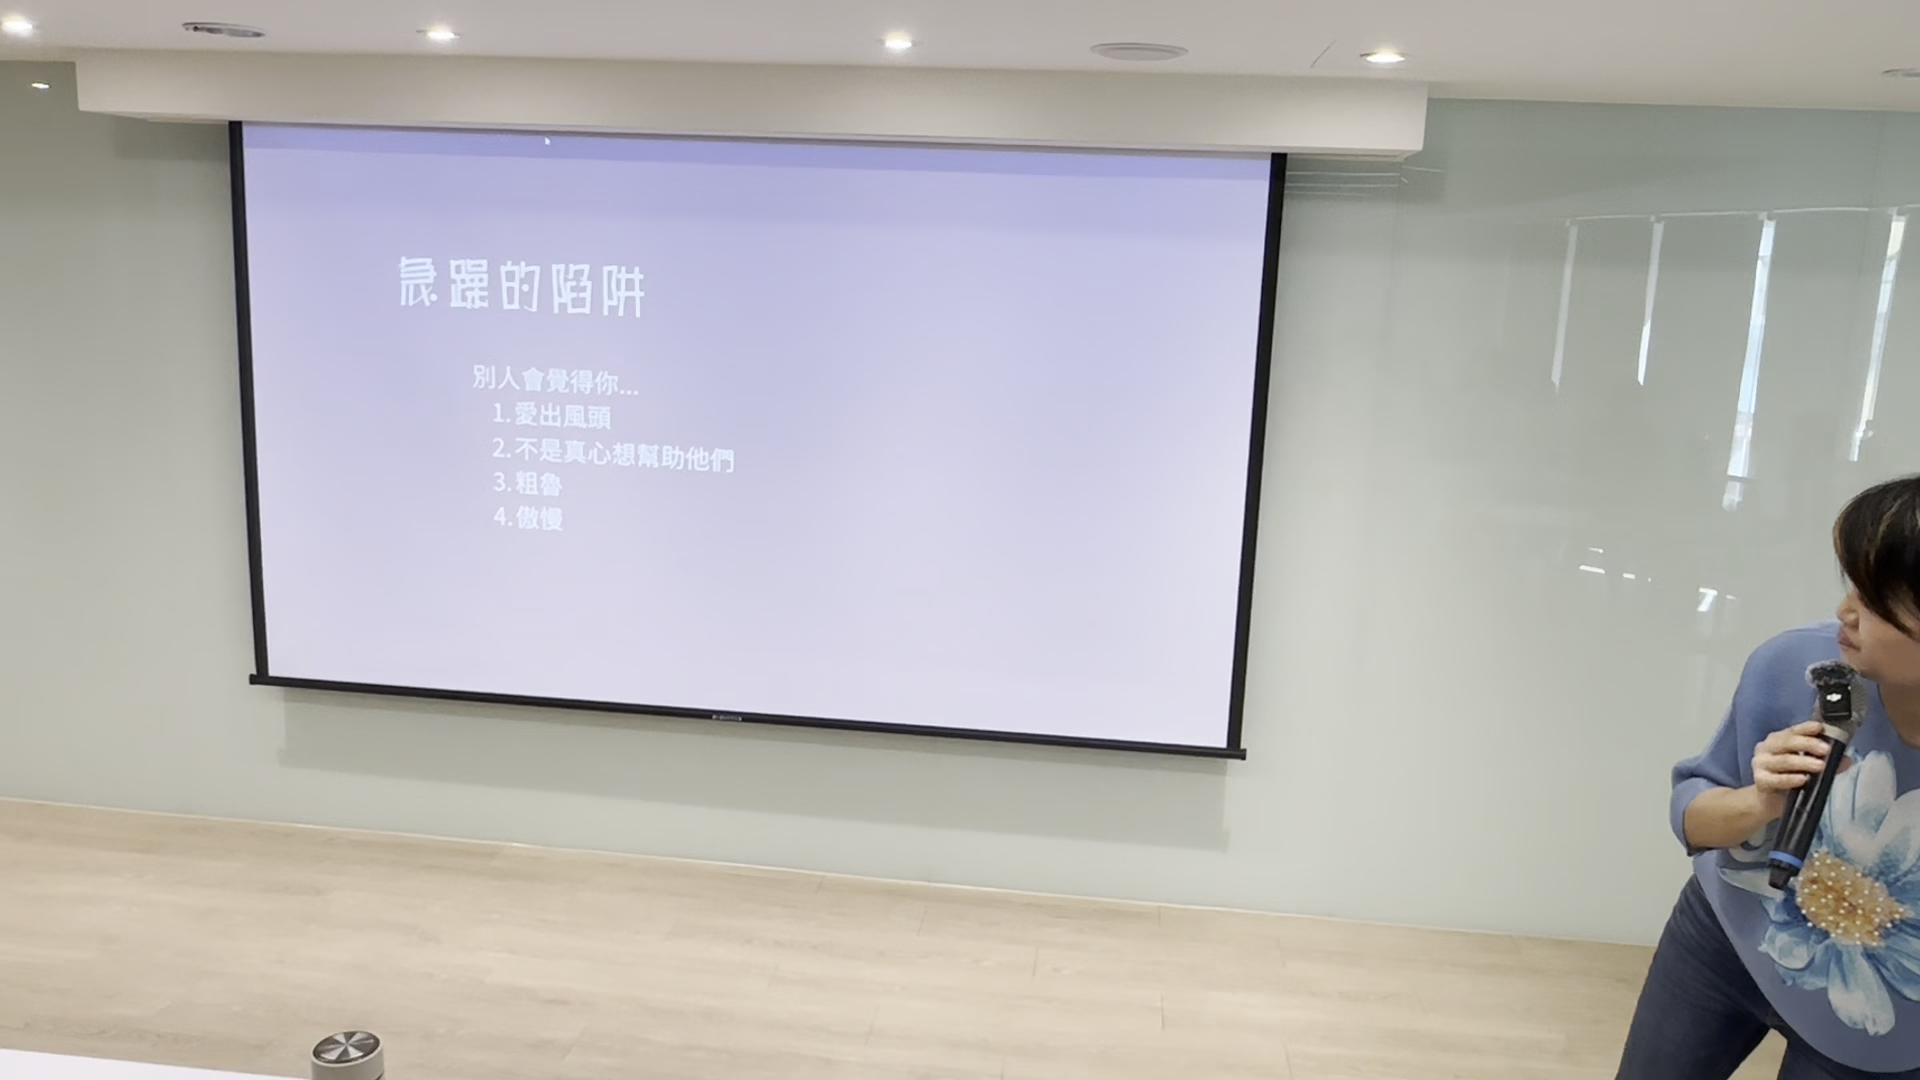 急躁的陷阱
別人會覺得你...
1.愛出風頭
2.不是真心想幫助他們
3.粗魯
4.傲慢